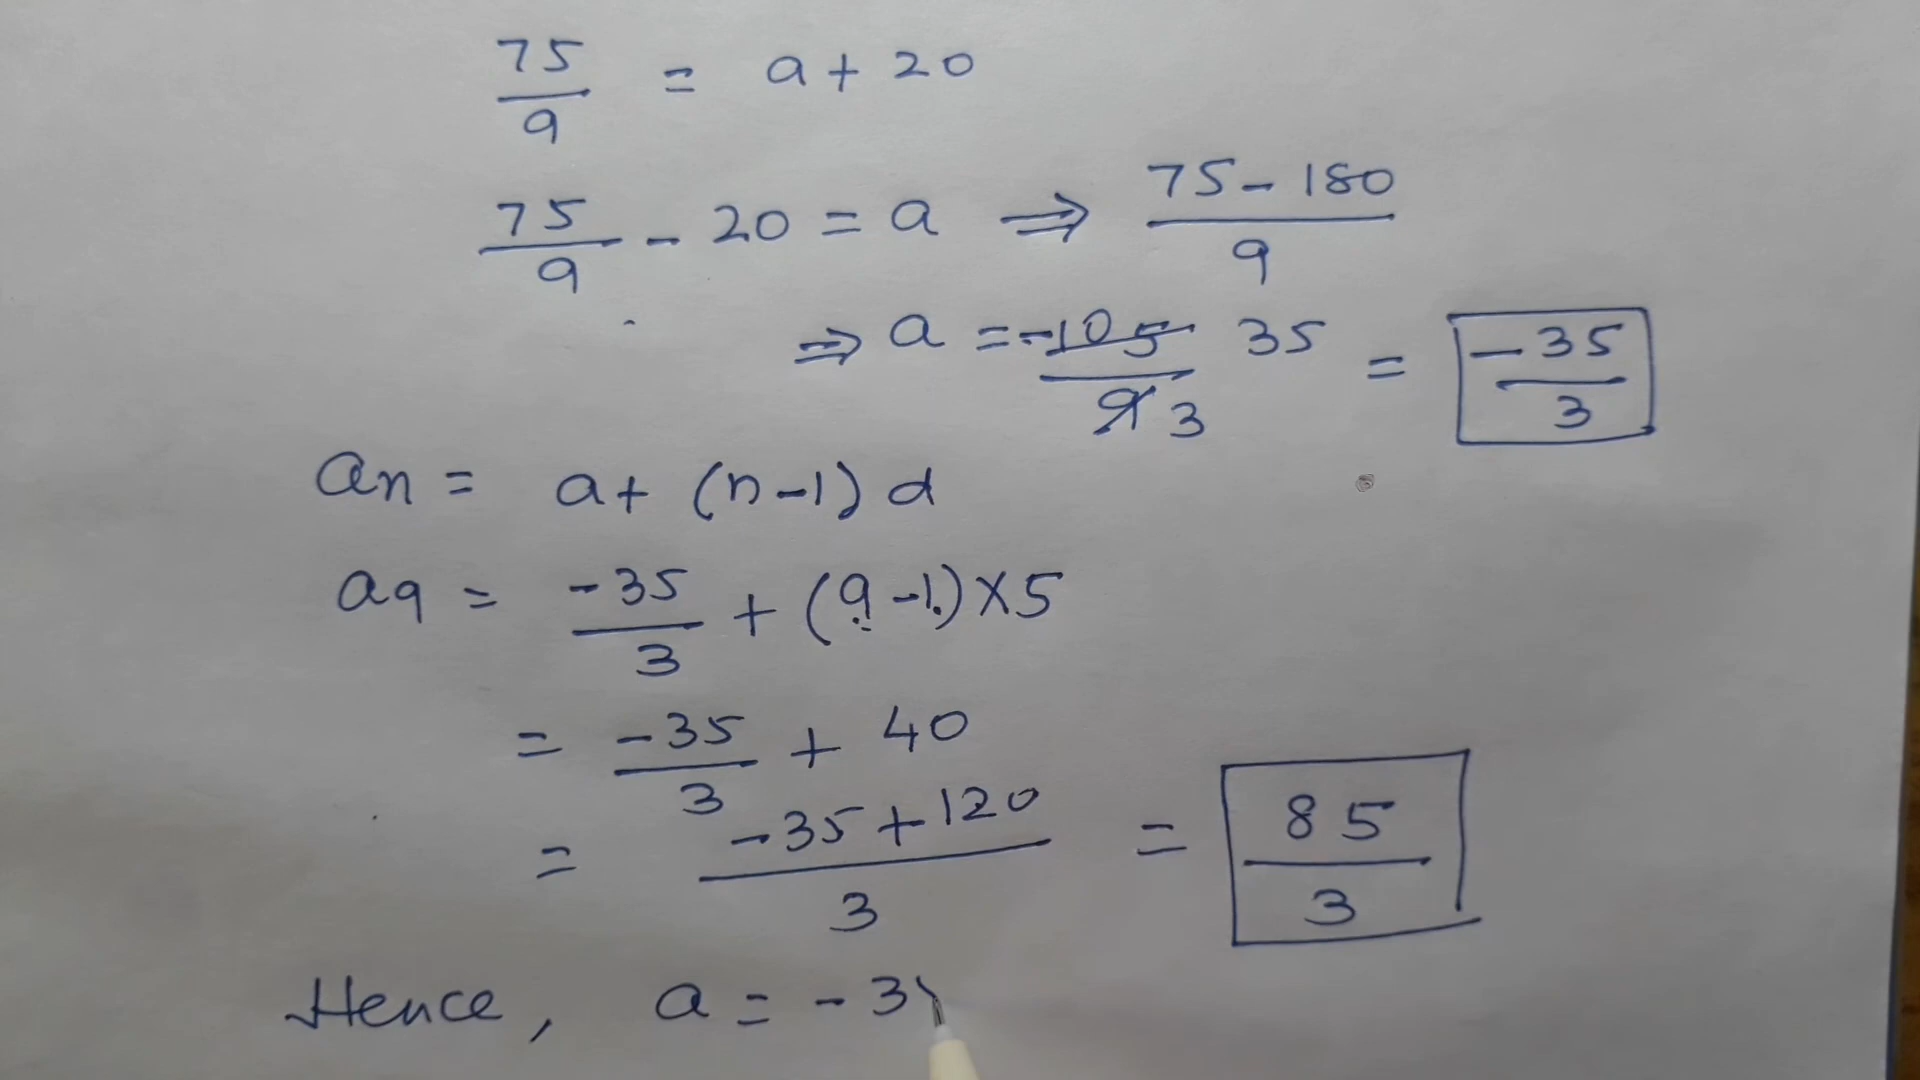 75/9 = a + 20
75/9 - 20 = a ⇒ (75 - 180)/9
⇒ a = -105/9 35/3 = -35/3
an = a + (n-1) d
a9 = -35/3 + (9-1) × 5
= -35/3 + 40
= (-35 + 120)/3 = 85/3
Hence, a = -3